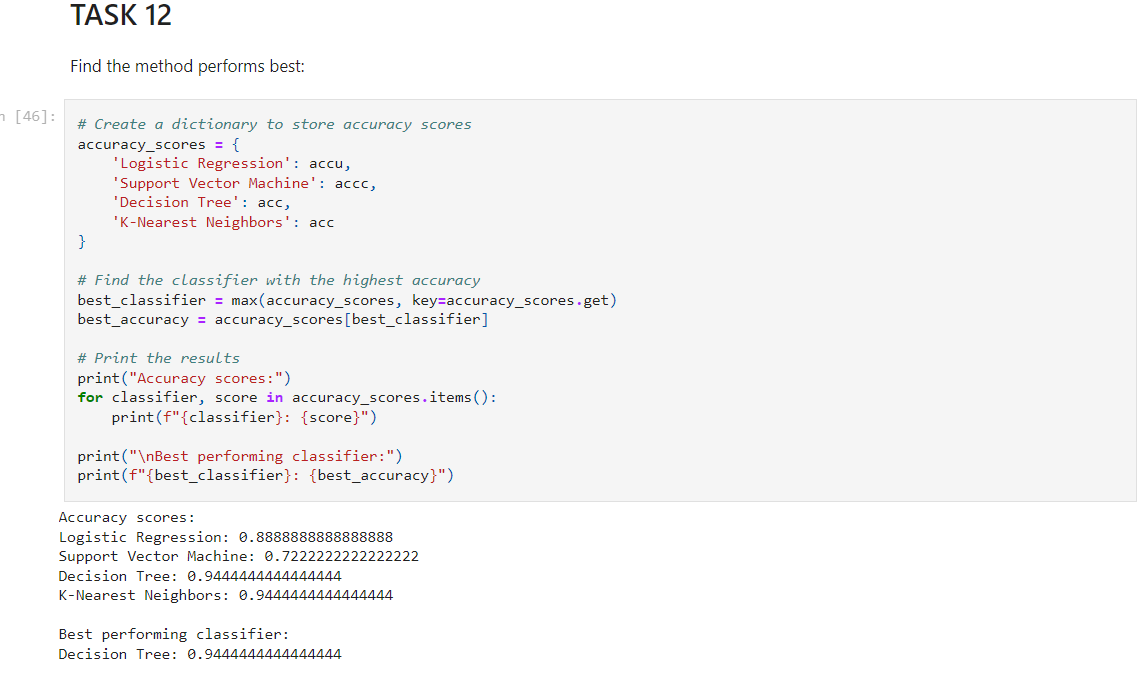 TASK 12
Find the method performs best:
n [46]:
# Create a dictionary to store accuracy scores
accuracy_scores = {
    'Logistic Regression': accu,
    'Support Vector Machine': accc,
    'Decision Tree': acc,
    'K-Nearest Neighbors': acc
}
# Find the classifier with the highest accuracy
best_classifier = max(accuracy_scores, key=accuracy_scores.get)
best_accuracy = accuracy_scores[best_classifier]
# Print the results
print("Accuracy scores:")
for classifier, score in accuracy_scores.items():
    print(f"{classifier}: {score}")
print("\nBest performing classifier:")
print(f"{best_classifier}: {best_accuracy}")
Accuracy scores:
Logistic Regression: 0.8888888888888888
Support Vector Machine: 0.7222222222222222
Decision Tree: 0.9444444444444444
K-Nearest Neighbors: 0.9444444444444444
Best performing classifier:
Decision Tree: 0.9444444444444444